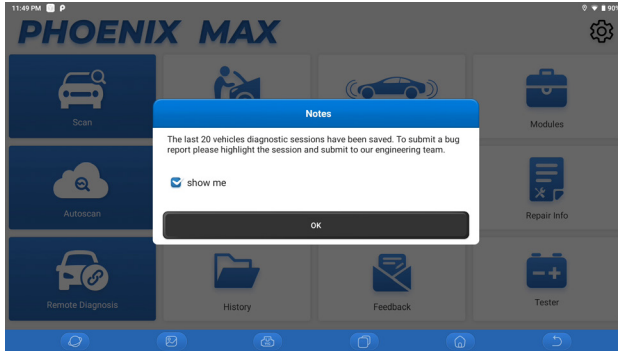 11:49 PM
90%
PHOENIX MAX
Notes
The last 20 vehicles diagnostic sessions have been saved. To submit a bug
report please highlight the session and submit to our engineering team.
show me
OK
Scan
Modules
Autoscan
Repair Info
Remote Diagnosis
History
Feedback
Tester